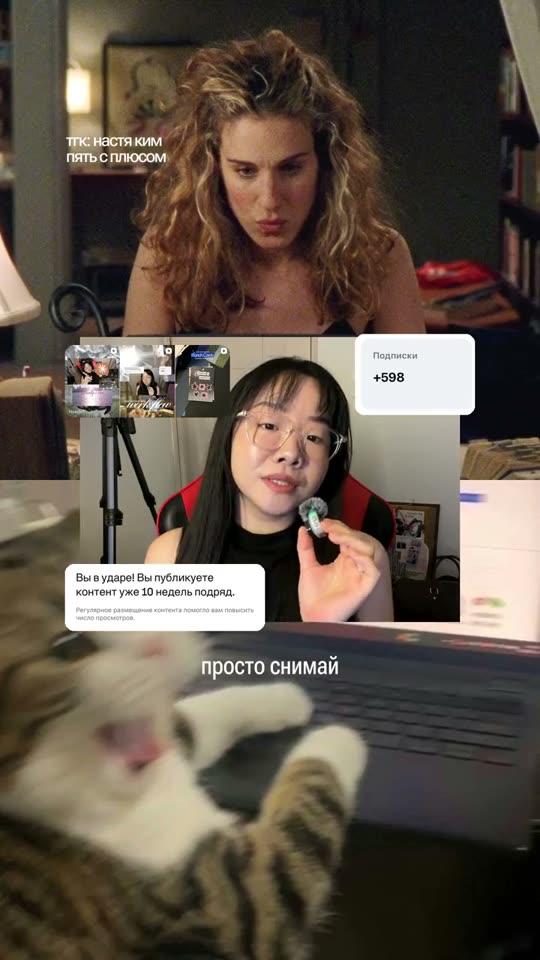 тгк: настя ким
пять с плюсом
Подписки
+598
Вы в ударе! Вы публикуете
контент уже 10 недель подряд.
Регулярное размещение контента помогло вам повысить
число просмотров.
просто снимай